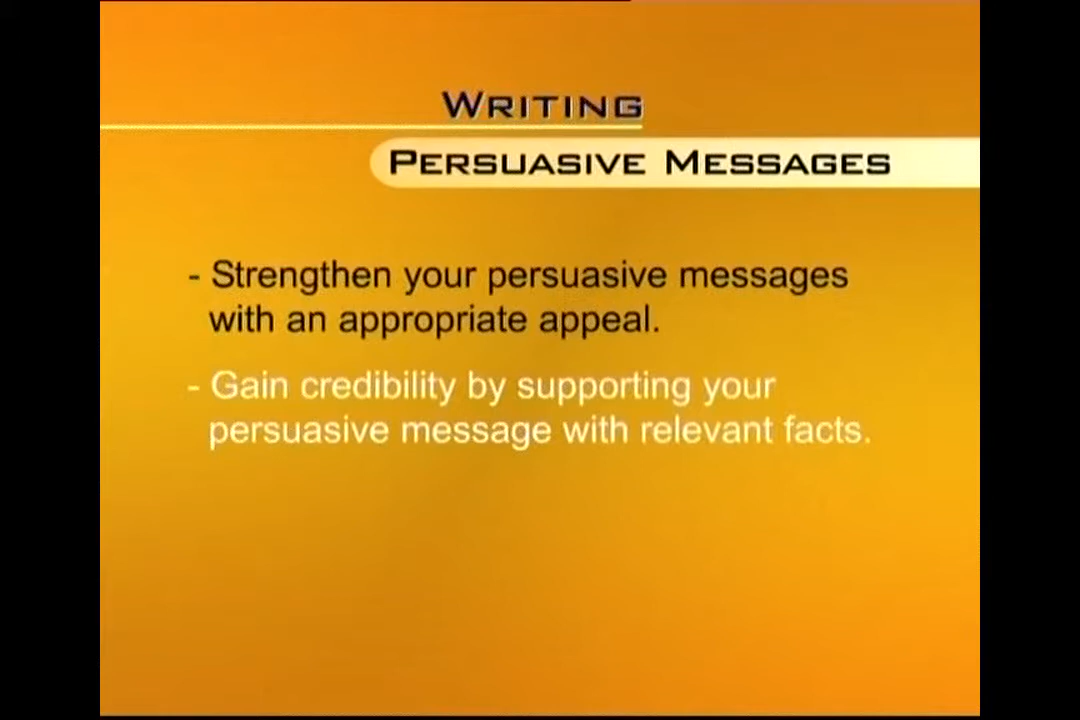 WRITING
PERSUASIVE MESSAGES
- Strengthen your persuasive messages
with an appropriate appeal.
- Gain credibility by supporting your
persuasive message with relevant facts.